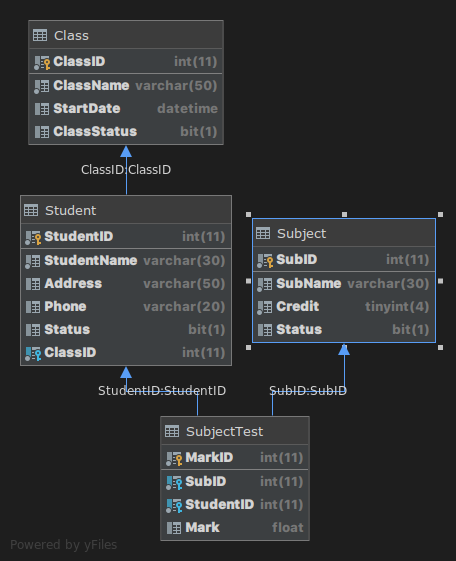 Class
ClassID int(11)
ClassName varchar(50)
StartDate datetime
ClassStatus bit(1)
ClassID:ClassID
Student
StudentID int(11)
StudentName varchar(30)
Address varchar(50)
Phone varchar(20)
Status bit(1)
ClassID int(11)
Subject
SubID int(11)
SubName varchar(30)
Credit tinyint(4)
Status bit(1)
StudentID:StudentID
SubID:SubID
SubjectTest
MarkID int(11)
SubID int(11)
StudentID int(11)
Mark float
Powered by yFiles